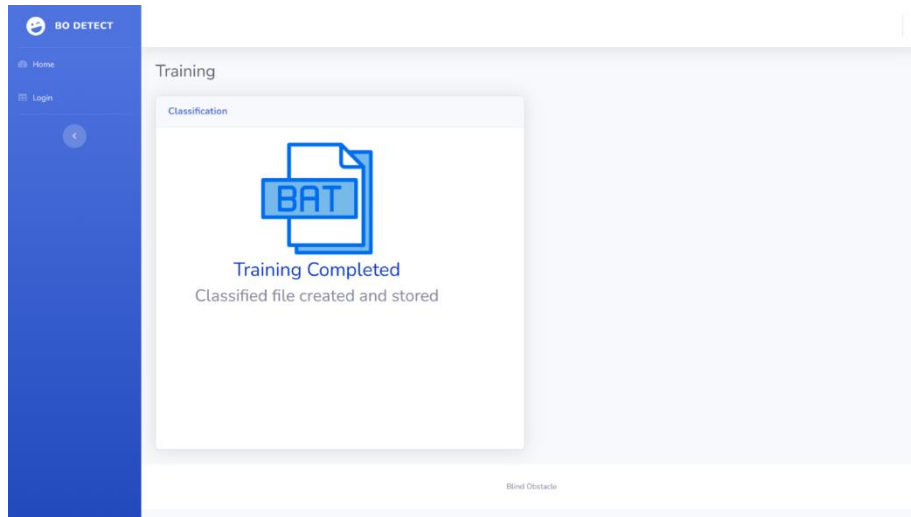 BO DETECT
Home
Login
Training
Classification
BAT
Training Completed
Classified file created and stored
Blind Obstacle